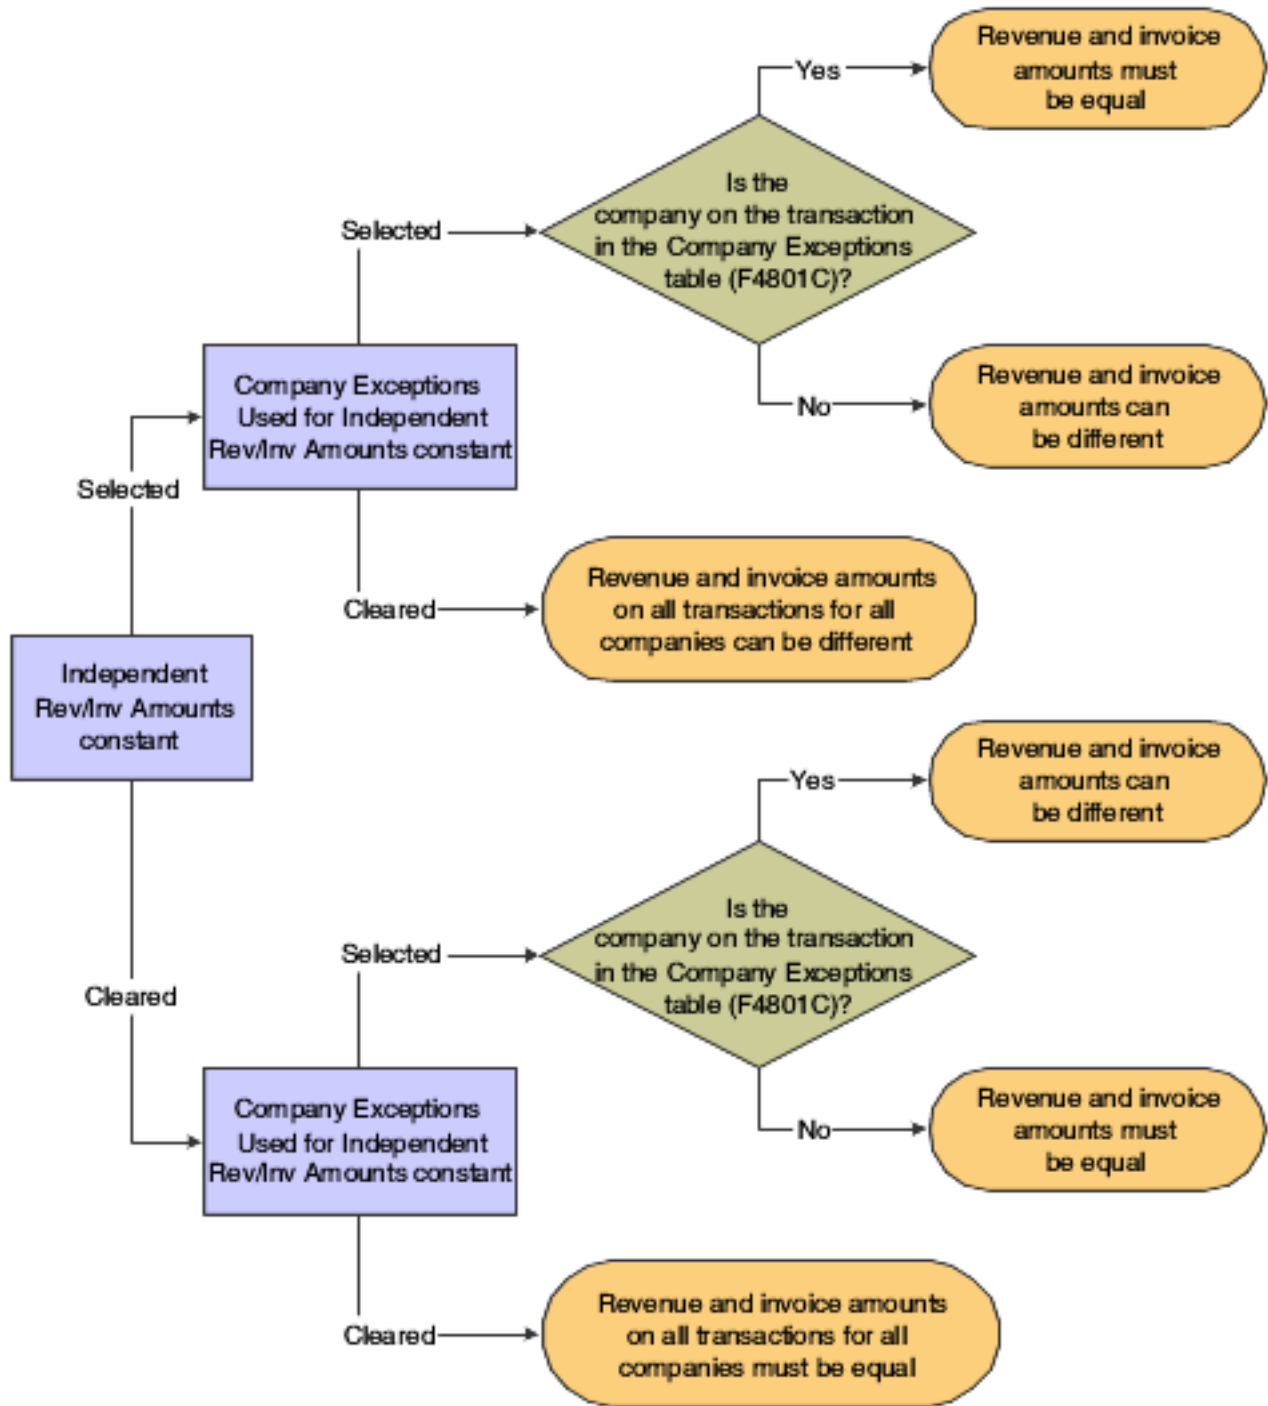 Revenue and invoice
amounts must
be equal
Yes
Is the
company on the transaction
in the Company Exceptions
table (F4801C)?
Selected
Company Exceptions
Used for Independent
Rev/Inv Amounts constant
No
Revenue and invoice
amounts can
be different
Selected
Cleared
Revenue and invoice amounts
on all transactions for all
companies can be different
Independent
Rev/Inv Amounts
constant
Yes
Revenue and invoice
amounts can
be different
Is the
company on the transaction
in the Company Exceptions
table (F4801C)?
Selected
Cleared
Company Exceptions
Used for Independent
Rev/Inv Amounts constant
No
Revenue and invoice
amounts must
be equal
Cleared
Revenue and invoice amounts
on all transactions for all
companies must be equal